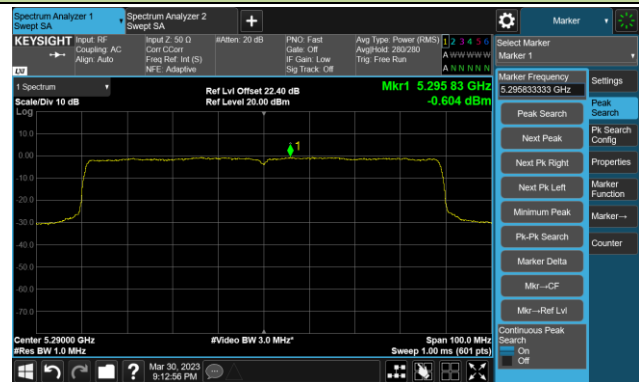 Spectrum Analyzer 1
Swept SA
Spectrum Analyzer 2
Swept SA
Marker
KEYSIGHT
Input: RF
Coupling: AC
Align: Auto
Input Z: 50 Ω
Corr CCorr
Freq Ref: Int (S)
NFE: Adaptive
#Atten: 20 dB
PNO: Fast
Gate: Off
IF Gain: Low
Sig Track: Off
Avg Type: Power (RMS)
Avg|Hold: 280/280
Trig: Free Run
1 2 3 4 5 6
A W W W W W
A N N N N N
LXI
Select Marker
Marker 1
1 Spectrum
Scale/Div 10 dB
Log
Ref Lvl Offset 22.40 dB
Ref Level 20.00 dBm
Mkr1 5.295 83 GHz
-0.604 dBm
10.0
0.00
-10.0
-20.0
-30.0
-40.0
-50.0
-60.0
-70.0
1
Center 5.29000 GHz
#Res BW 1.0 MHz
#Video BW 3.0 MHz*
Span 100.0 MHz
Sweep 1.00 ms (601 pts)
Marker Frequency
5.295833333 GHz
Peak Search
Next Peak
Next Pk Right
Next Pk Left
Minimum Peak
Pk-Pk Search
Marker Delta
Mkr→CF
Mkr→Ref Lvl
Continuous Peak
Search
On
Off
Settings
Peak
Search
Pk Search
Config
Properties
Marker
Function
Marker→
Counter
Mar 30, 2023
9:12:56 PM